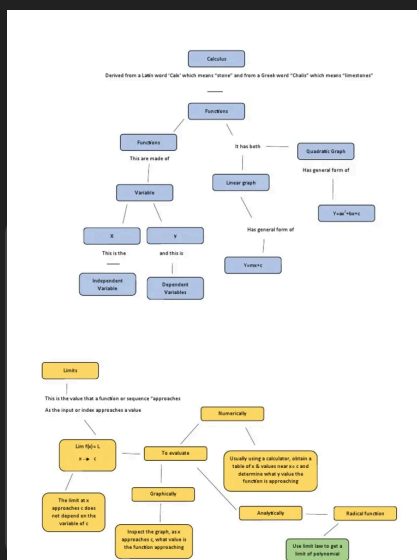 Calculus
Derived from a Latin word 'Calx' which means "stone" and from a Greek word "Chalis" which means "limestones"
Functions
Functions
It has both
Quadratic Graph
This are made of
Has general form of
Linear graph
Variable
Y=ax²+bx+c
X
Y
Has general form of
This is the
and this is
Y=mx+c
Independent
Variable
Dependent
Variables
Limits
This is the value that a function or sequence "approaches
As the input or index approaches a value
Numerically
Lim f(x)= L
x → c
To evaluate
Usually using a calculator, obtain a
table of x & values near x= c and
determine what y value the
function is approaching
Graphically
The limit at x
approaches c does
not depend on the
variable of c
Analytically
Radical function
Inspect the graph, as x
approaches c, what value is
the function approaching
Use limit law to get a
limit of polynomial